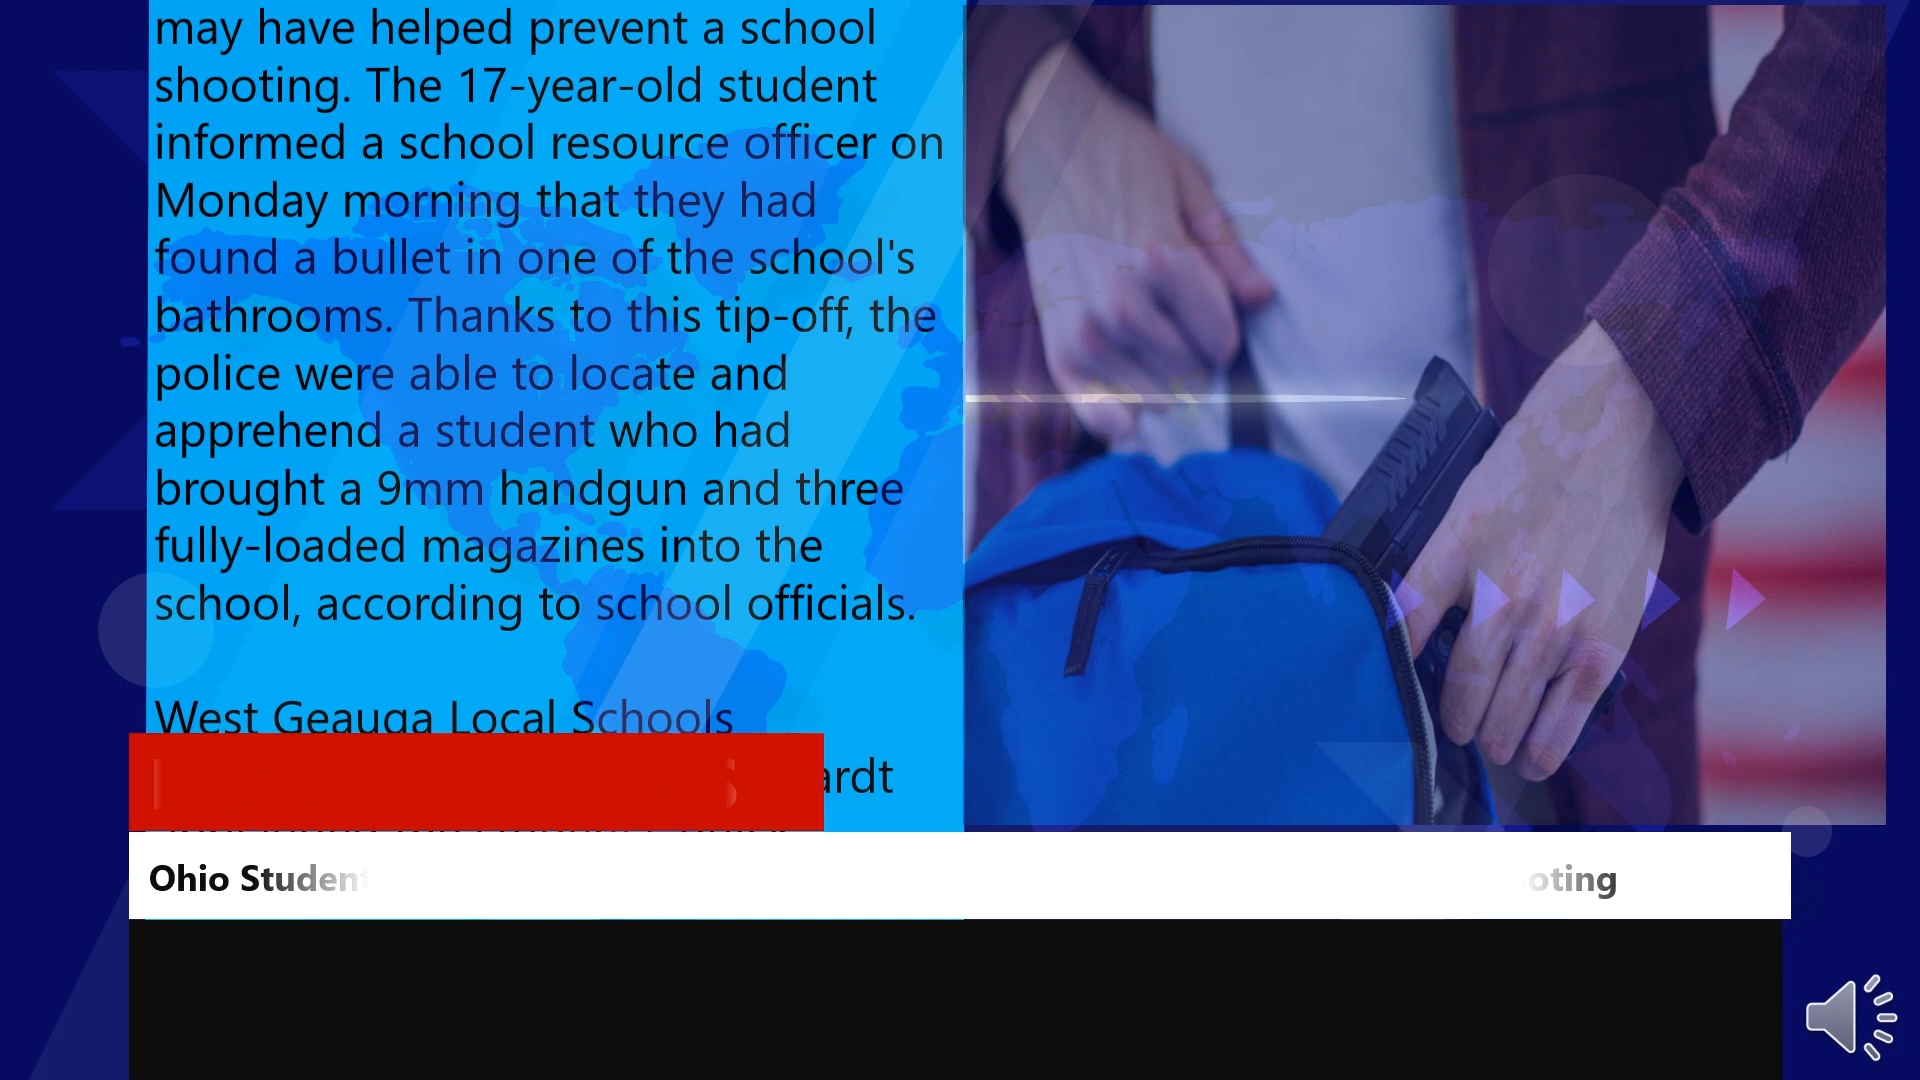 may have helped prevent a school
shooting. The 17-year-old student
informed a school resource officer on
Monday morning that they had
found a bullet in one of the school's
bathrooms. Thanks to this tip-off, the
police were able to locate and
apprehend a student who had
brought a 9mm handgun and three
fully-loaded magazines into the
school, according to school officials.
West Geauga Local Schools
ardt
Ohio Student oting